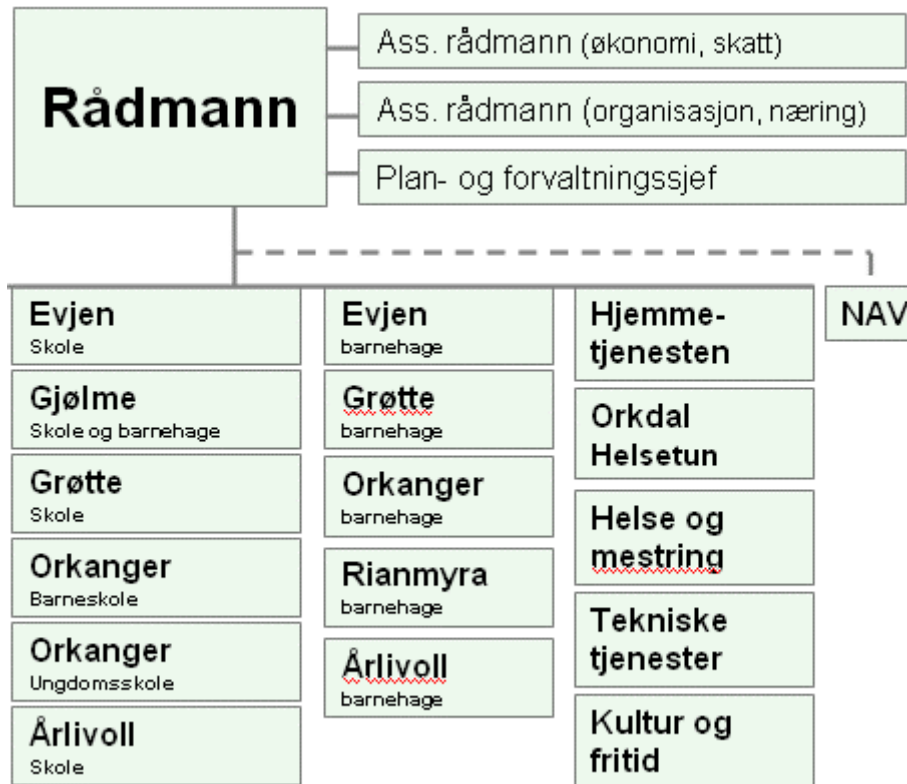 Rådmann
Ass. rådmann (økonomi, skatt)
Ass. rådmann (organisasjon, næring)
Plan- og forvaltningssjef
Evjen
Skole
Gjølme
Skole og barnehage
Grøtte
Skole
Orkanger
Barneskole
Orkanger
Ungdomsskole
Årlivoll
Skole
Evjen
barnehage
Grøtte
barnehage
Orkanger
barnehage
Rianmyra
barnehage
Årlivoll
barnehage
Hjemme-
tjenesten
Orkdal
Helsetun
Helse og
mestring
Tekniske
tjenester
Kultur og
fritid
NAV